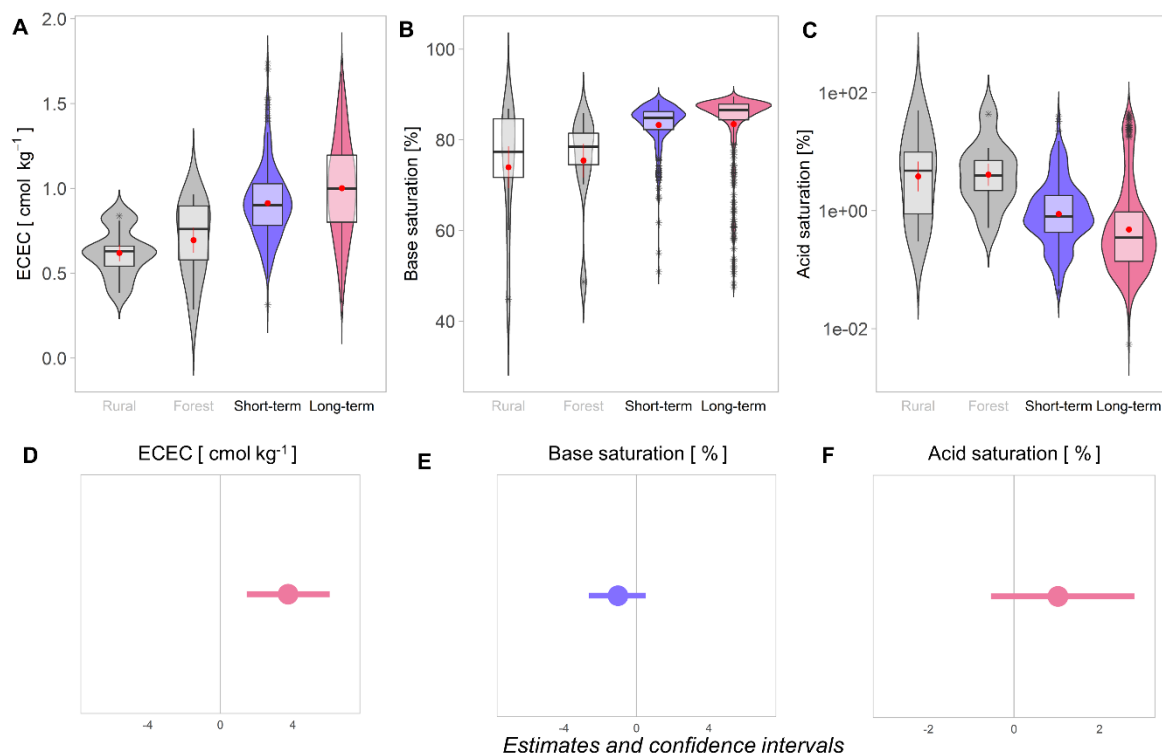 A
ECEC [ cmol kg⁻¹ ]
2.0
1.5
1.0
0.5
0.0
Rural Forest Short-term Long-term
B
Base saturation [%]
100
80
60
40
Rural Forest Short-term Long-term
C
Acid saturation [%]
1e+02
1e+00
1e-02
Rural Forest Short-term Long-term
D
ECEC [ cmol kg⁻¹ ]
-4 0 4
E
Base saturation [ % ]
-4 0 4
F
Acid saturation [ % ]
-2 0 2
Estimates and confidence intervals